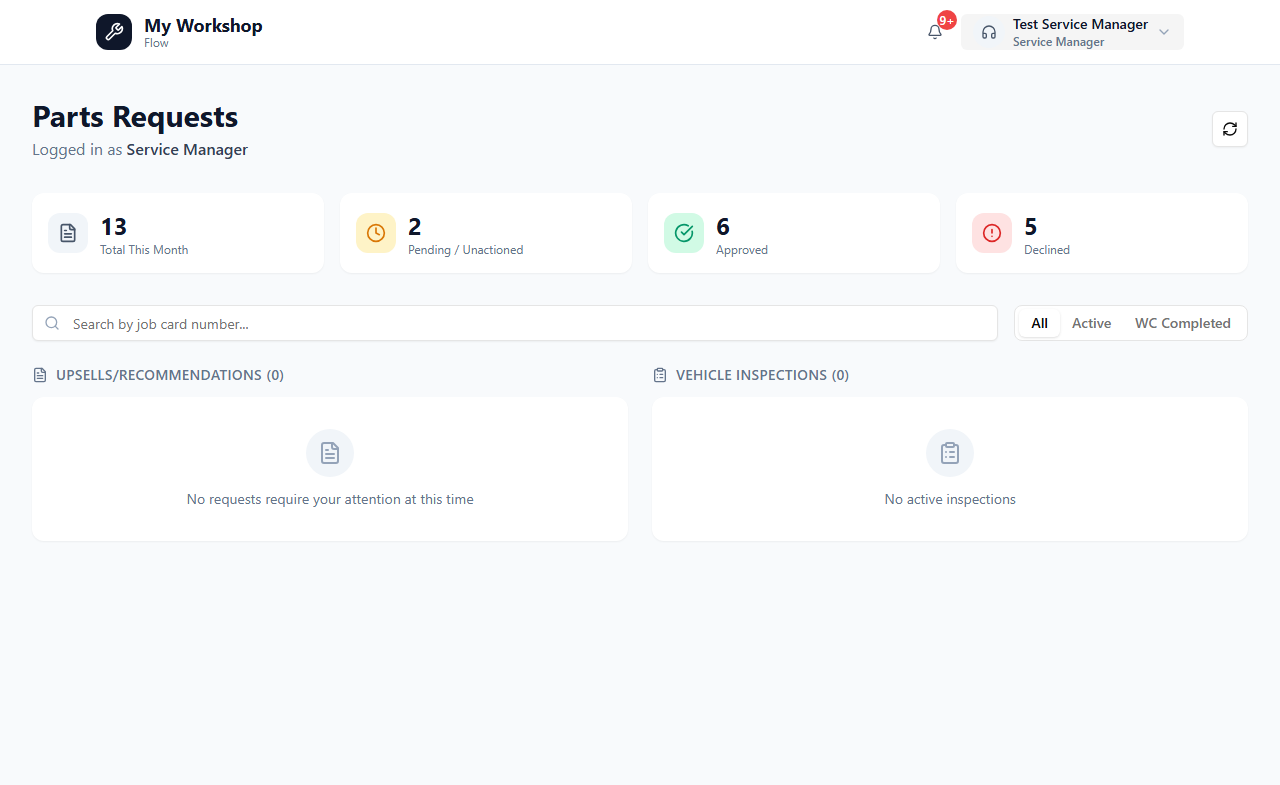 My Workshop
Flow
9+
Test Service Manager
Service Manager
Parts Requests
Logged in as Service Manager
13
Total This Month
2
Pending / Unactioned
6
Approved
5
Declined
Search by job card number...
All
Active
WC Completed
UPSELLS/RECOMMENDATIONS (0)
VEHICLE INSPECTIONS (0)
No requests require your attention at this time
No active inspections